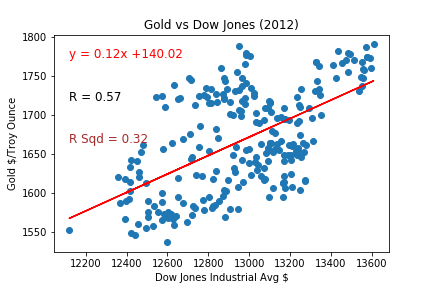 Gold vs Dow Jones (2012)
1800
y = 0.12x +140.02
1750
R = 0.57
1700
R Sqd = 0.32
1650
1600
1550
Gold $/Troy Ounce
12200 12400 12600 12800 13000 13200 13400 13600
Dow Jones Industrial Avg $